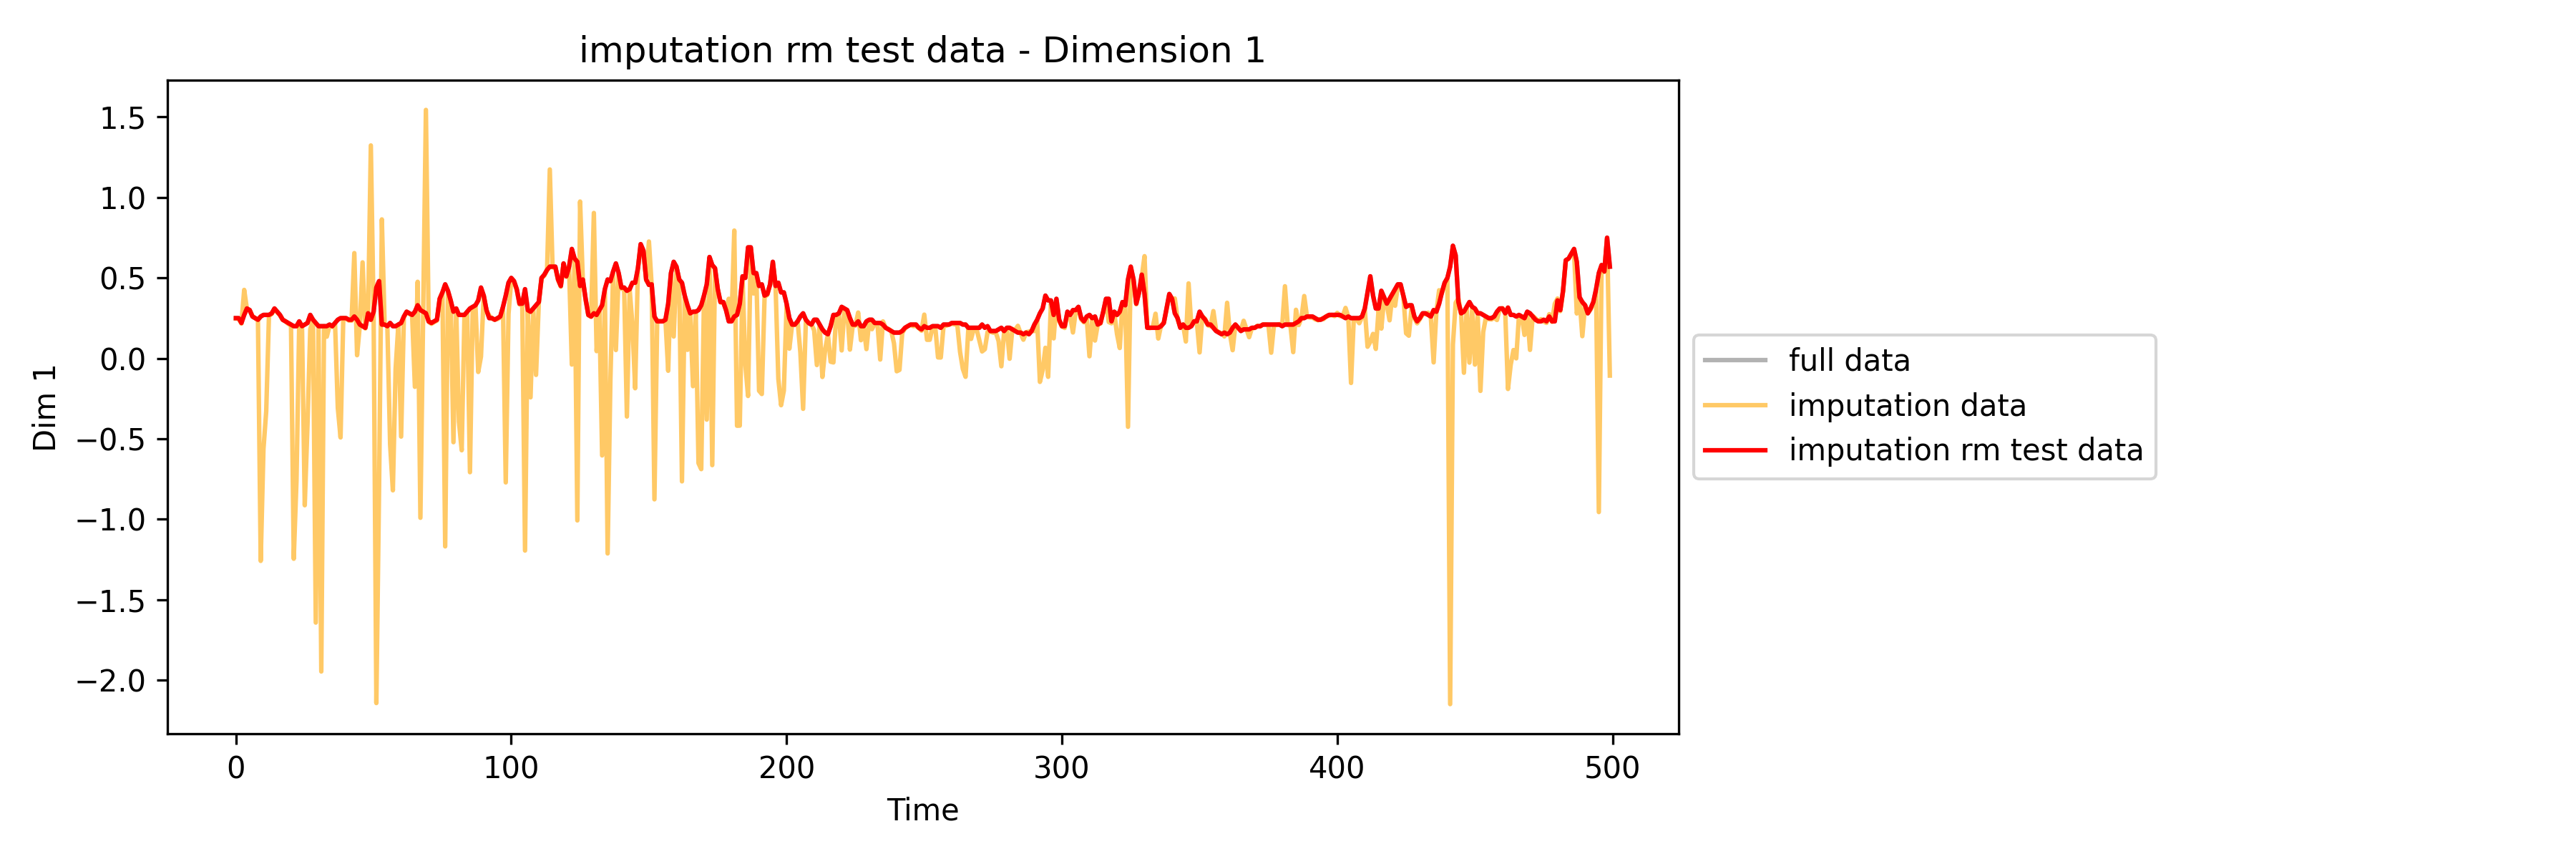 imputation rm test data - Dimension 1
1.5
1.0
0.5
0.0
−0.5
−1.0
−1.5
−2.0
Dim 1
0 100 200 300 400 500
Time
full data
imputation data
imputation rm test data